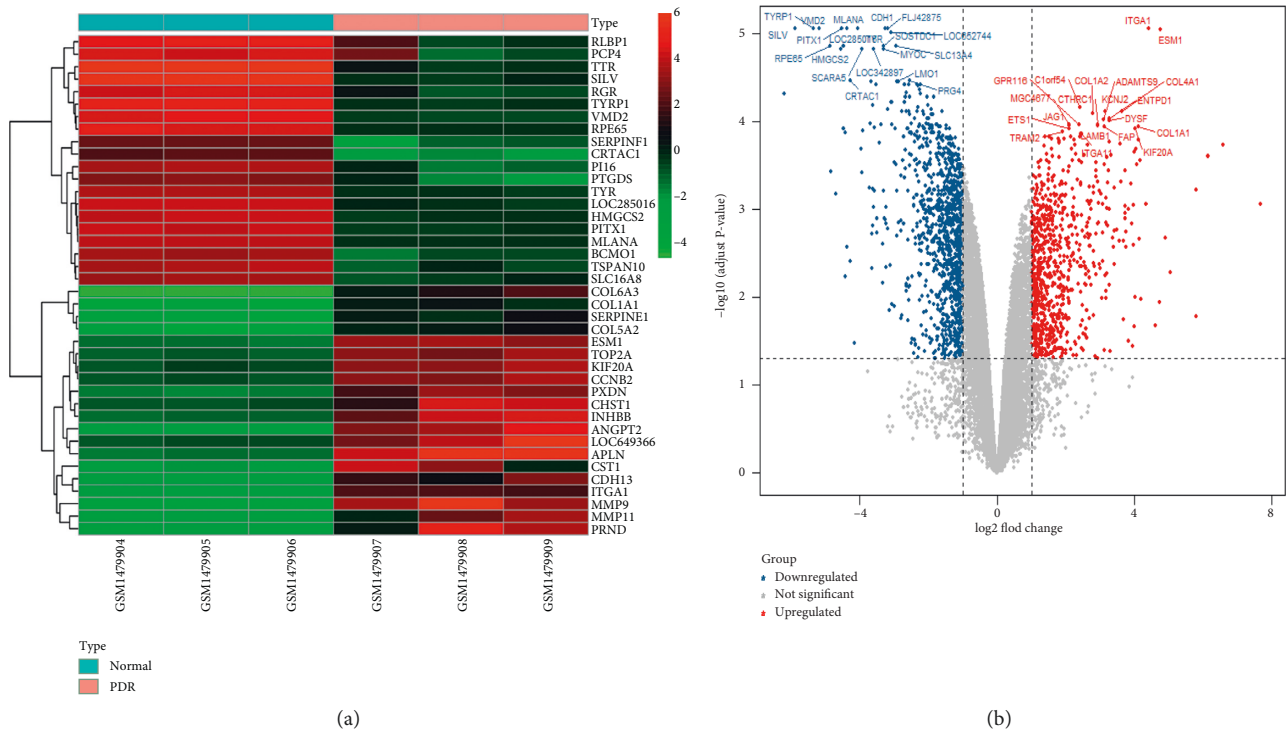 Type
6
4
2
0
−2
−4
RLBP1
PCP4
TTR
SILV
RGR
TYRP1
VMD2
RPE65
SERPINF1
CRTAC1
PI16
PTGDS
TYR
LOC285016
HMGCS2
PITX1
MLANA
BCMO1
TSPAN10
SLC16A8
COL6A3
COL1A1
SERPINE1
COL5A2
ESM1
TOP2A
KIF20A
CCNB2
PXDN
CHST1
INHBB
ANGPT2
LOC649366
APLN
CST1
CDH13
ITGA1
MMP9
MMP11
PRND
GSM1479904
GSM1479905
GSM1479906
GSM1479907
GSM1479908
GSM1479909
Type
Normal
PDR
(a)
−log10 (adjust P-value)
5
4
3
2
1
0
TYRP1
VMD2
MLANA
CDH1
FLJ42875
SILV
PITX1
SOSTDC1
LOC652744
RPE65
HMGCS2
MYOC
SLC13A4
SCARA5
LOC342897
LMO1
CRTAC1
PRG4
ITGA1
ESM1
GPR116
C1orf54
COL1A2
ADAMTS9
COL4A1
MGC4677
CTHRC1
KCNJ2
ENTPD1
ETS1
JAG1
DYSF
TRAM2
LAMB1
FAP
COL1A1
ITGA11
KIF20A
−4
0
4
8
log2 flod change
Group
Downregulated
Not significant
Upregulated
(b)